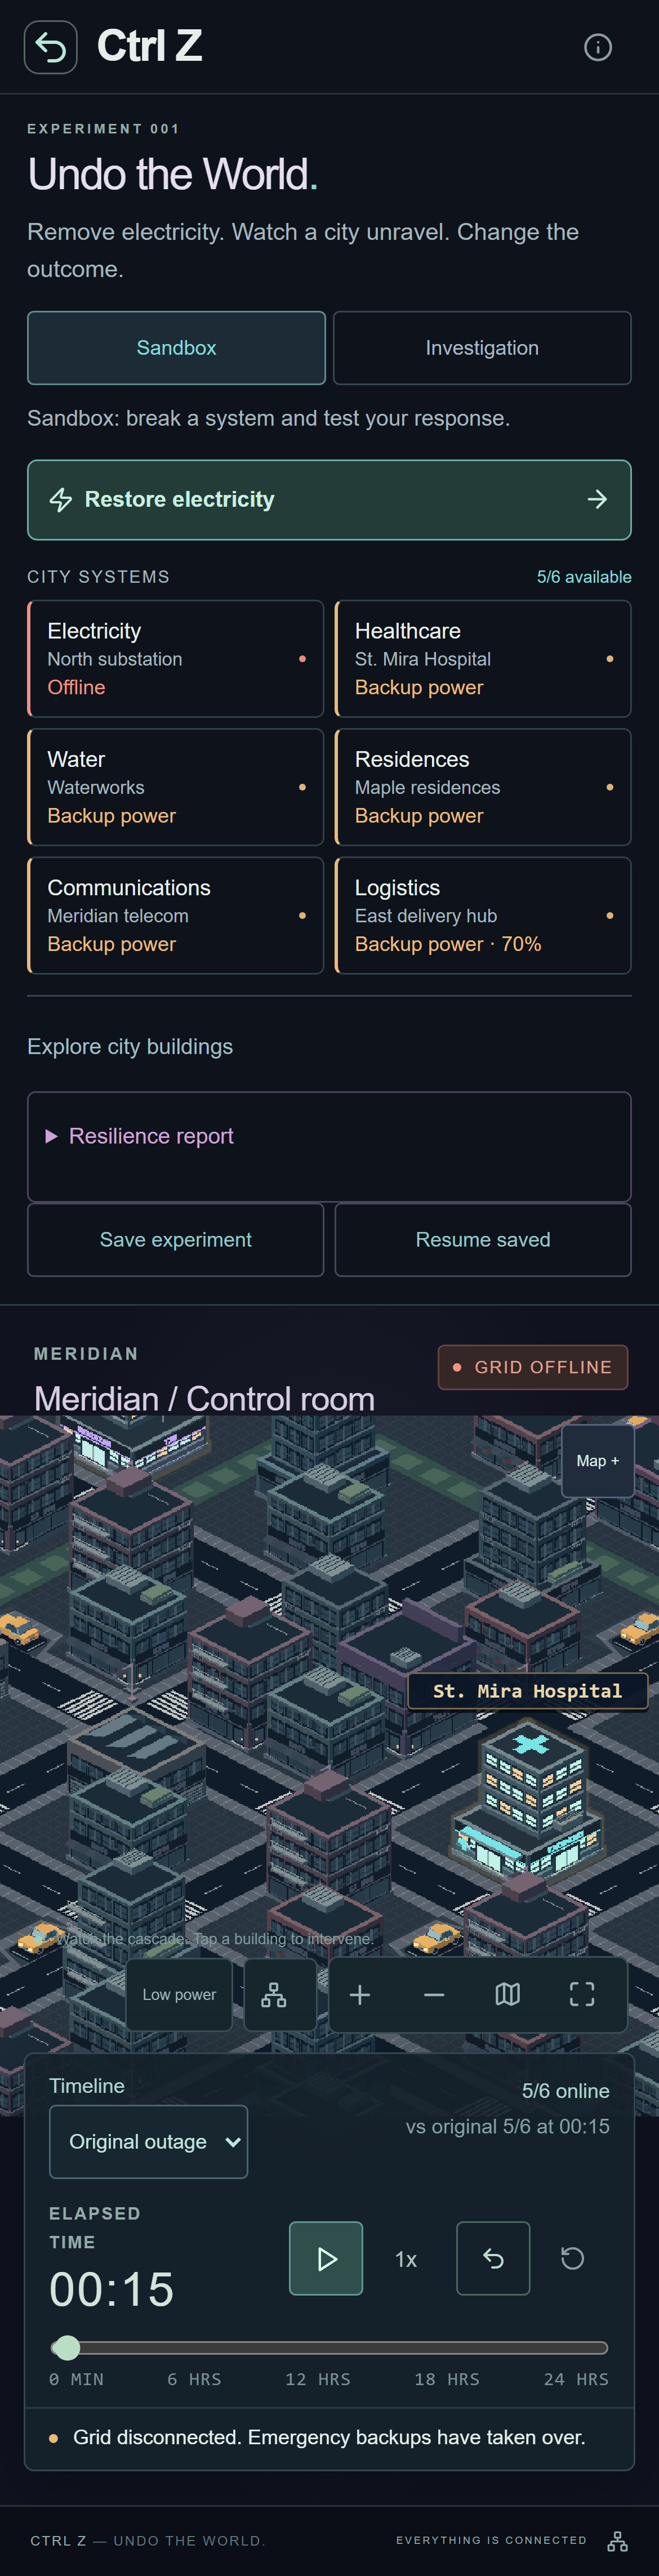 Ctrl Z
EXPERIMENT 001
Undo the World.
Remove electricity. Watch a city unravel. Change the
outcome.
Sandbox
Investigation
Sandbox: break a system and test your response.
Restore electricity
CITY SYSTEMS
5/6 available
Electricity
North substation
Offline
Healthcare
St. Mira Hospital
Backup power
Water
Waterworks
Backup power
Residences
Maple residences
Backup power
Communications
Meridian telecom
Backup power
Logistics
East delivery hub
Backup power · 70%
Explore city buildings
Resilience report
Save experiment
Resume saved
MERIDIAN
Meridian / Control room
GRID OFFLINE
Map +
St. Mira Hospital
Watch the cascade. Tap a building to intervene.
Low power
Timeline
Original outage
5/6 online
vs original 5/6 at 00:15
ELAPSED
TIME
00:15
1x
0 MIN 6 HRS 12 HRS 18 HRS 24 HRS
Grid disconnected. Emergency backups have taken over.
CTRL Z — UNDO THE WORLD.
EVERYTHING IS CONNECTED